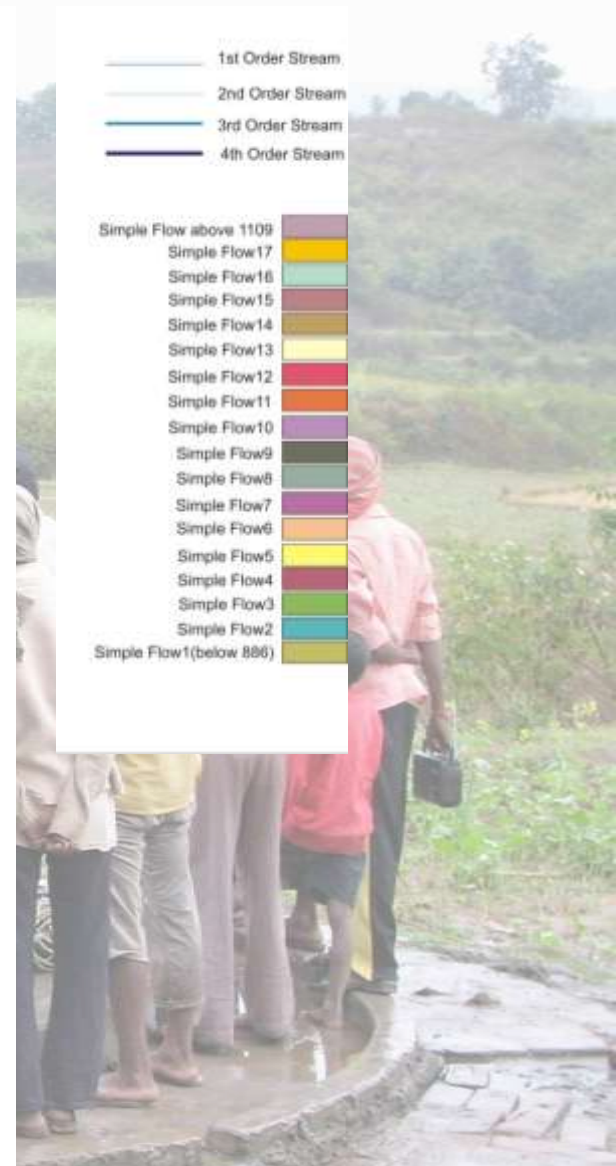 1st Order Stream
2nd Order Stream
3rd Order Stream
4th Order Stream
Simple Flow above 1109
Simple Flow17
Simple Flow16
Simple Flow15
Simple Flow14
Simple Flow13
Simple Flow12
Simple Flow11
Simple Flow10
Simple Flow9
Simple Flow8
Simple Flow7
Simple Flow6
Simple Flow5
Simple Flow4
Simple Flow3
Simple Flow2
Simple Flow1(below 886)